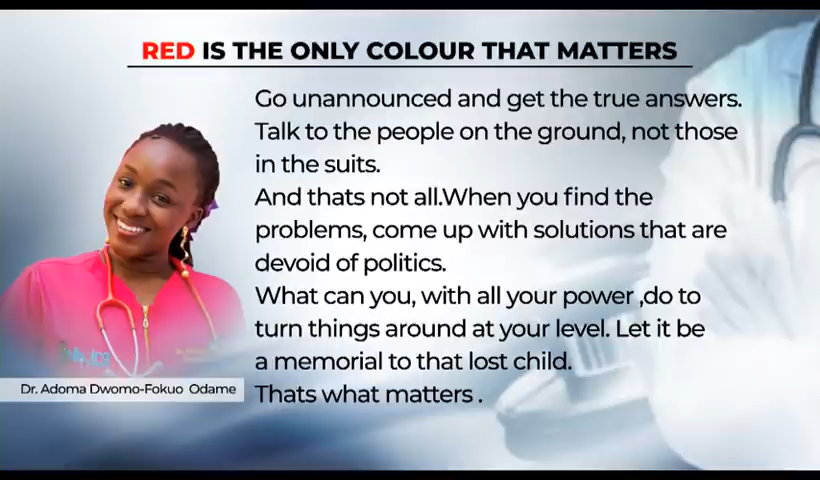 RED IS THE ONLY COLOUR THAT MATTERS
Go unannounced and get the true answers.
Talk to the people on the ground, not those
in the suits.
And thats not all.When you find the
problems, come up with solutions that are
devoid of politics.
What can you, with all your power ,do to
turn things around at your level. Let it be
a memorial to that lost child.
Thats what matters .
Dr. Adoma Dwomo-Fokuo Odame